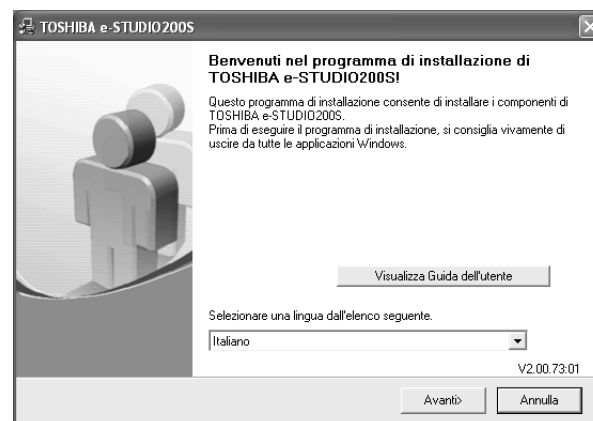 TOSHIBA e-STUDIO200S
Benvenuti nel programma di installazione di
TOSHIBA e-STUDIO200S!
Questo programma di installazione consente di installare i componenti di
TOSHIBA e-STUDIO200S.
Prima di eseguire il programma di installazione, si consiglia vivamente di
uscire da tutte le applicazioni Windows.
Visualizza Guida dell'utente
Selezionare una lingua dall'elenco seguente.
Italiano
V2.00.73:01
Avanti>
Annulla